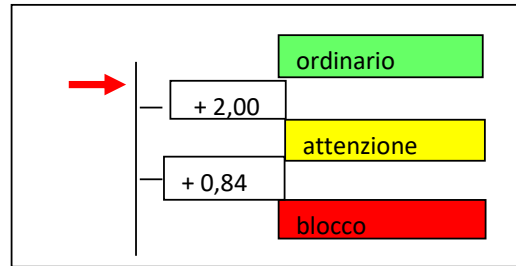 ordinario
+ 2,00
attenzione
+ 0,84
blocco